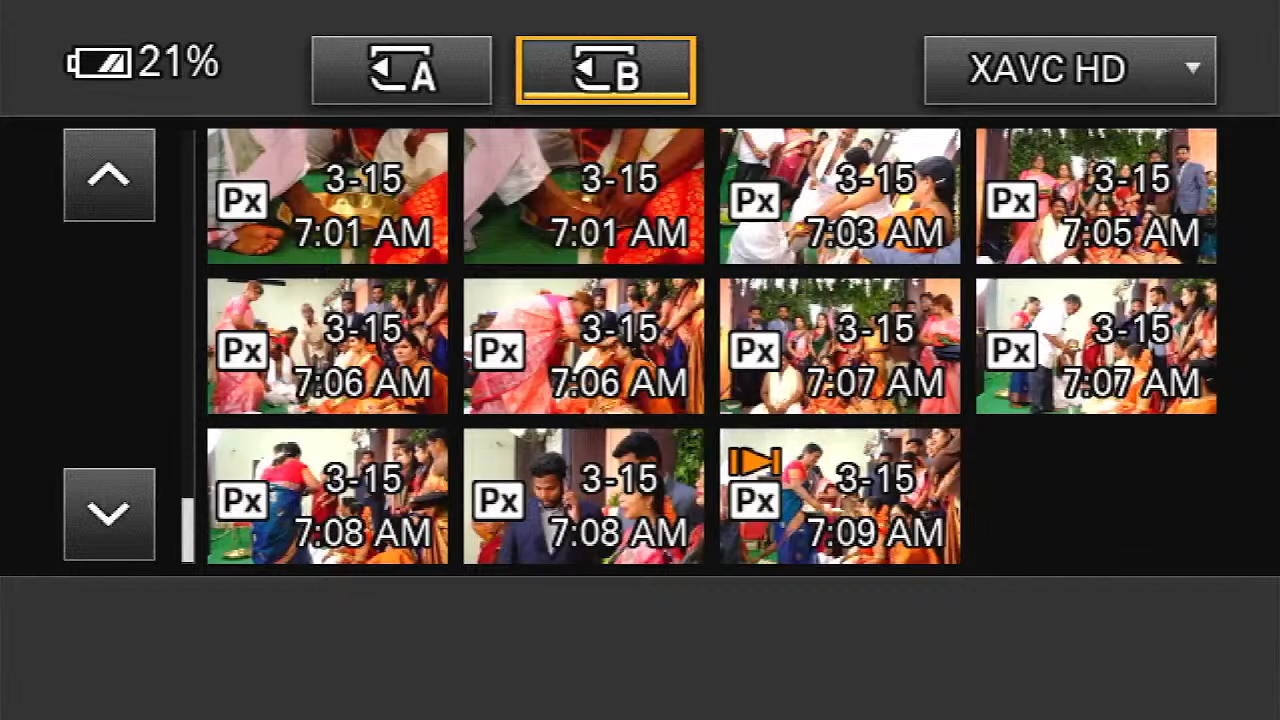 21%
A
B
XAVC HD
Px 3-15
7:01 AM
3-15
7:01 AM
Px 3-15
7:03 AM
Px 3-15
7:05 AM
Px 3-15
7:06 AM
Px 3-15
7:06 AM
Px 3-15
7:07 AM
Px 3-15
7:07 AM
Px 3-15
7:08 AM
Px 3-15
7:08 AM
Px 3-15
7:09 AM